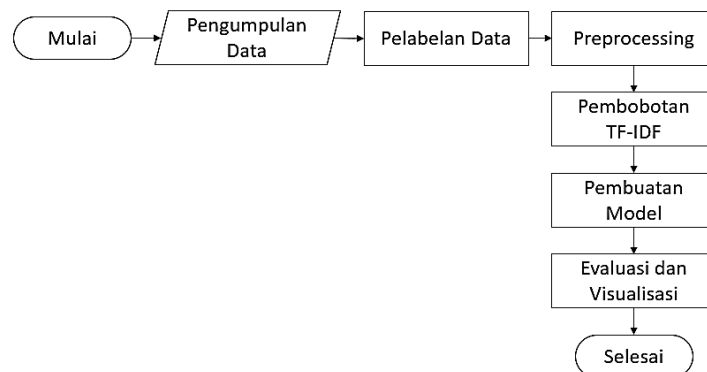 Mulai
Pengumpulan
Data
Pelabelan Data
Preprocessing
Pembobotan
TF-IDF
Pembuatan
Model
Evaluasi dan
Visualisasi
Selesai